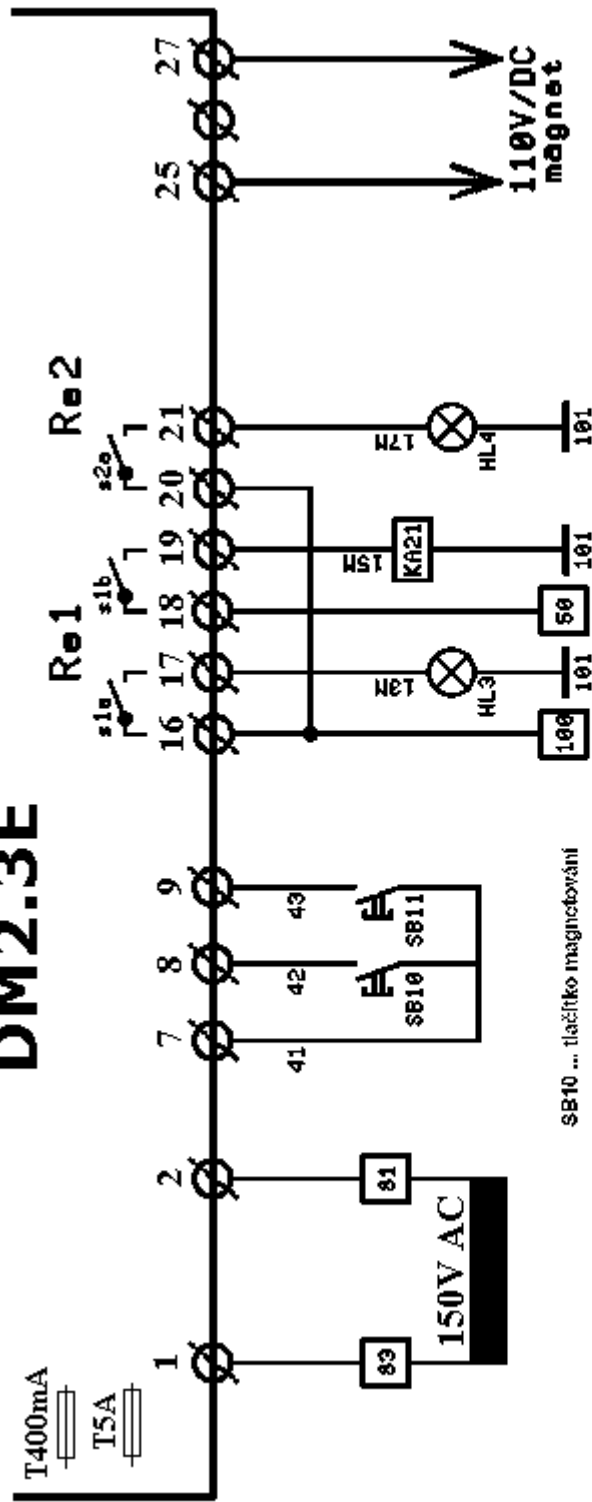 DM2.3E
T400mA
T5A
Re1
Re2
s1a
s1b
s2a
1
2
7
8
9
16
17
18
19
20
21
25
27
83
81
150V AC
41
42
43
SB10
SB11
13M
15M
17M
HL3
KA21
HL4
100
101
50
101
101
110V/DC
magnet
SB10 ... tlačítko magnetování